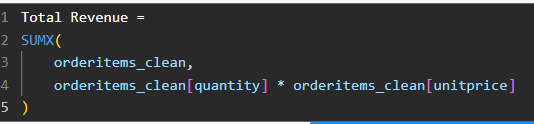 1 Total Revenue =
2 SUMX(
3 orderitems_clean,
4 orderitems_clean[quantity] * orderitems_clean[unitprice]
5 )